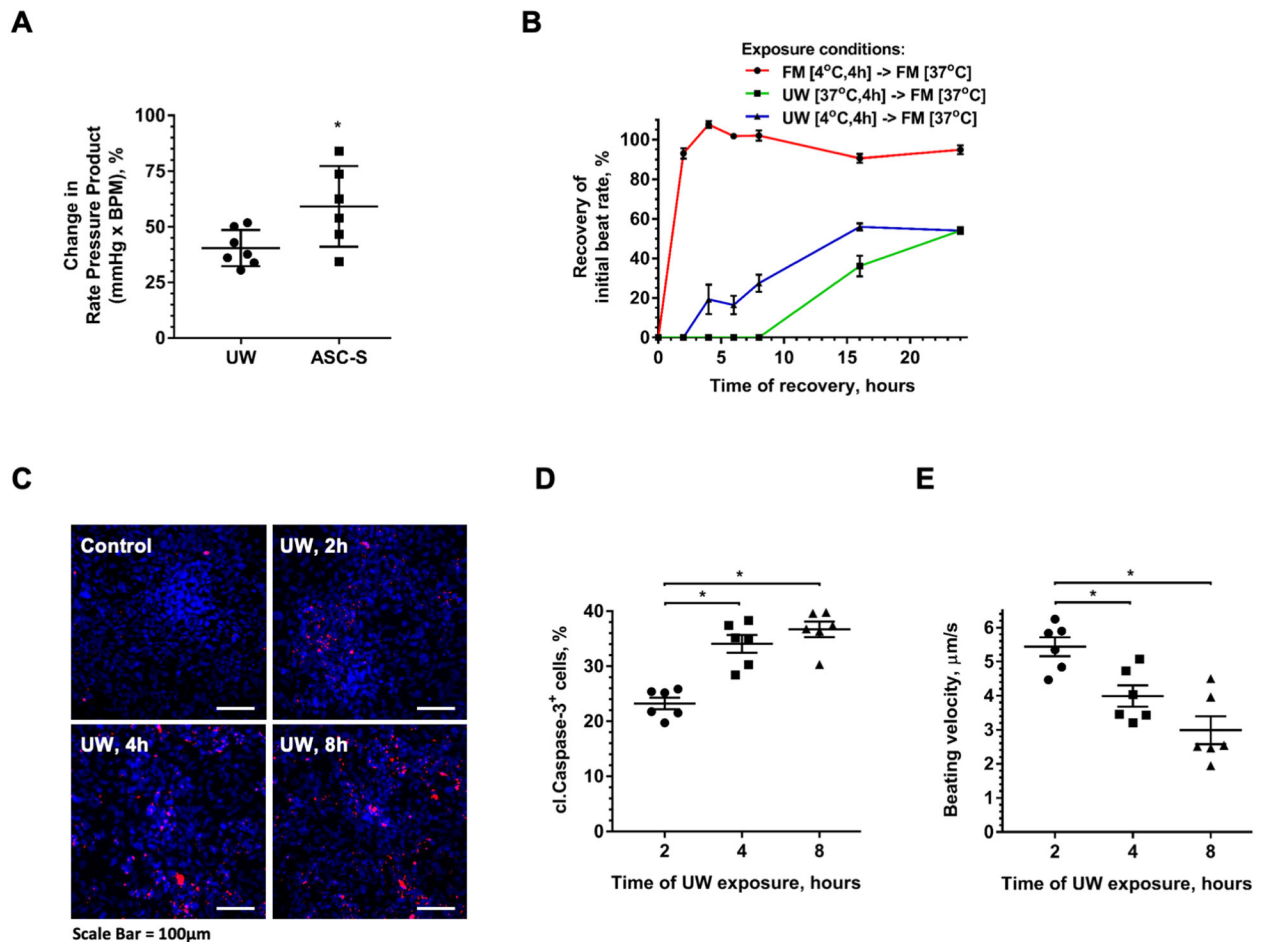 A
Change in
Rate Pressure Product
(mmHg x BPM), %
100
75
50
25
0
*
UW
ASC-S
B
Exposure conditions:
FM [4°C,4h] -> FM [37°C]
UW [37°C,4h] -> FM [37°C]
UW [4°C,4h] -> FM [37°C]
Recovery of
initial beat rate, %
100
80
60
40
20
0
0
5
10
15
20
Time of recovery, hours
C
Control
UW, 2h
UW, 4h
UW, 8h
Scale Bar = 100μm
D
cl.Caspase-3⁺ cells, %
40
30
20
10
0
*
*
2
4
8
Time of UW exposure, hours
E
Beating velocity, μm/s
6
5
4
3
2
1
0
*
*
2
4
8
Time of UW exposure, hours